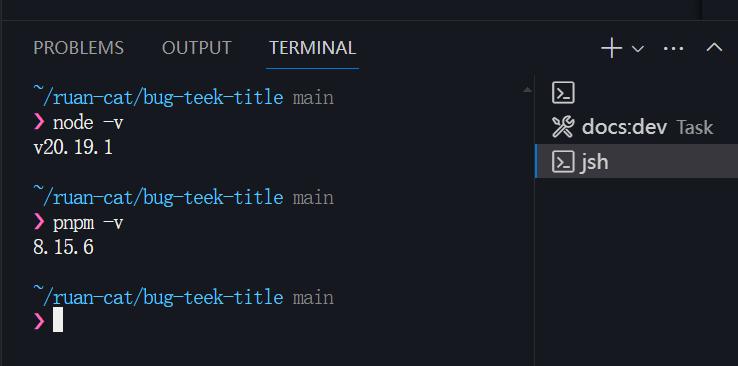 PROBLEMS OUTPUT TERMINAL
~/ruan-cat/bug-teek-title main
❯ node -v
v20.19.1
~/ruan-cat/bug-teek-title main
❯ pnpm -v
8.15.6
~/ruan-cat/bug-teek-title main
❯
docs:dev Task
jsh